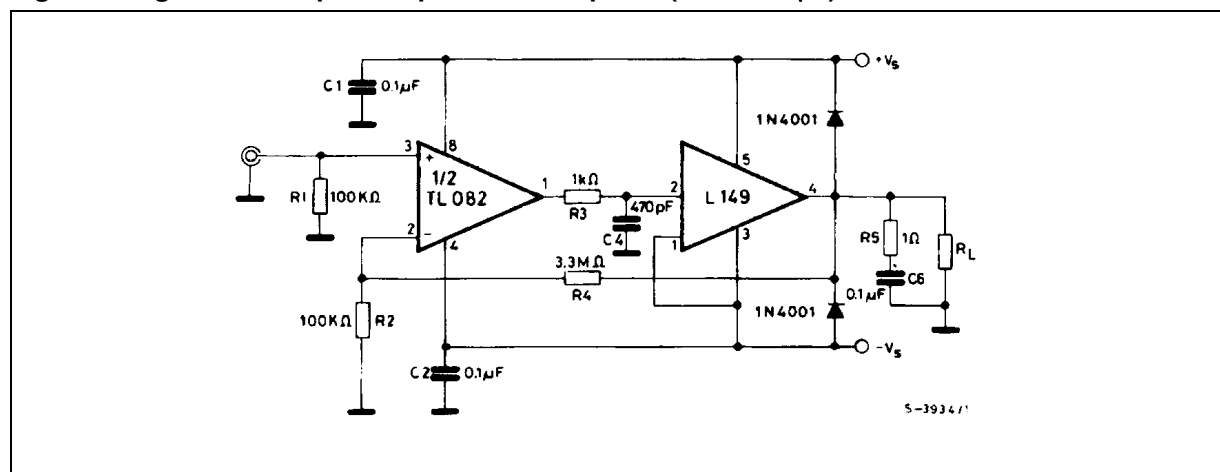 +Vs
C1
0.1µF
1N4001
3
+
8
1/2
TL082
1
1kΩ
R3
2
470pF
C4
5
L149
4
R1
100KΩ
2
−
4
1
3
R5
1Ω
RL
3.3MΩ
R4
C6
0.1µF
100KΩ
R2
1N4001
−Vs
C2
0.1µF
S-3934/1